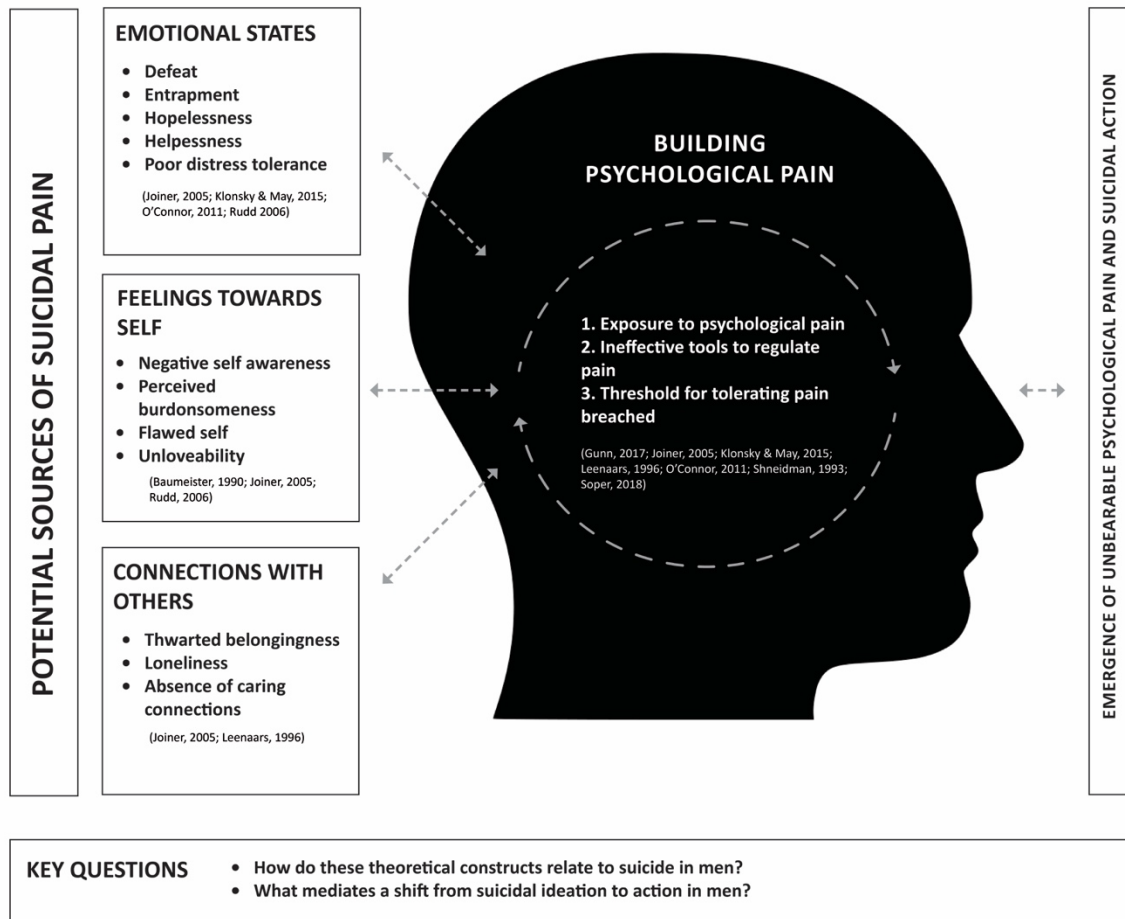 POTENTIAL SOURCES OF SUICIDAL PAIN
EMOTIONAL STATES
• Defeat
• Entrapment
• Hopelessness
• Helpessness
• Poor distress tolerance
(Joiner, 2005; Klonsky & May, 2015;
O'Connor, 2011; Rudd 2006)
FEELINGS TOWARDS
SELF
• Negative self awareness
• Perceived
burdonsomeness
• Flawed self
• Unloveability
(Baumeister, 1990; Joiner, 2005;
Rudd, 2006)
CONNECTIONS WITH
OTHERS
• Thwarted belongingness
• Loneliness
• Absence of caring
connections
(Joiner, 2005; Leenaars, 1996)
BUILDING
PSYCHOLOGICAL PAIN
1. Exposure to psychological pain
2. Ineffective tools to regulate
pain
3. Threshold for tolerating pain
breached
(Gunn, 2017; Joiner, 2005; Klonsky & May, 2015;
Leenaars, 1996; O'Connor, 2011; Shneidman, 1993;
Soper, 2018)
EMERGENCE OF UNBEARABLE PSYCHOLOGICAL PAIN AND SUICIDAL ACTION
KEY QUESTIONS
• How do these theoretical constructs relate to suicide in men?
• What mediates a shift from suicidal ideation to action in men?